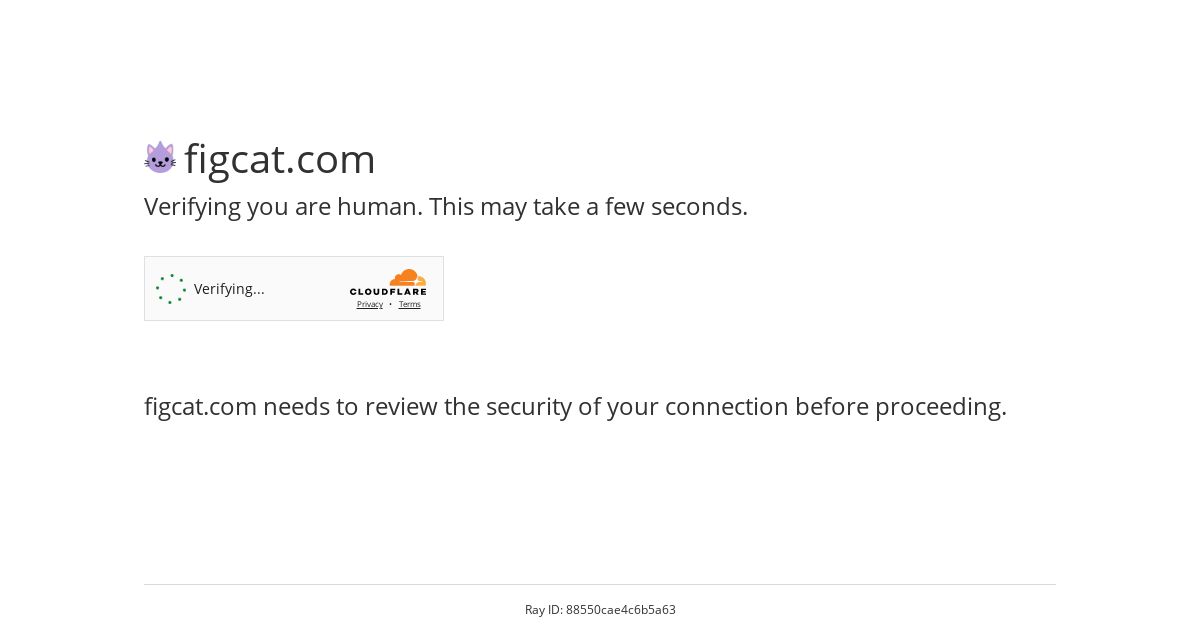 figcat.com
Verifying you are human. This may take a few seconds.
Verifying...
CLOUDFLARE
Privacy • Terms
figcat.com needs to review the security of your connection before proceeding.
Ray ID: 88550cae4c6b5a63